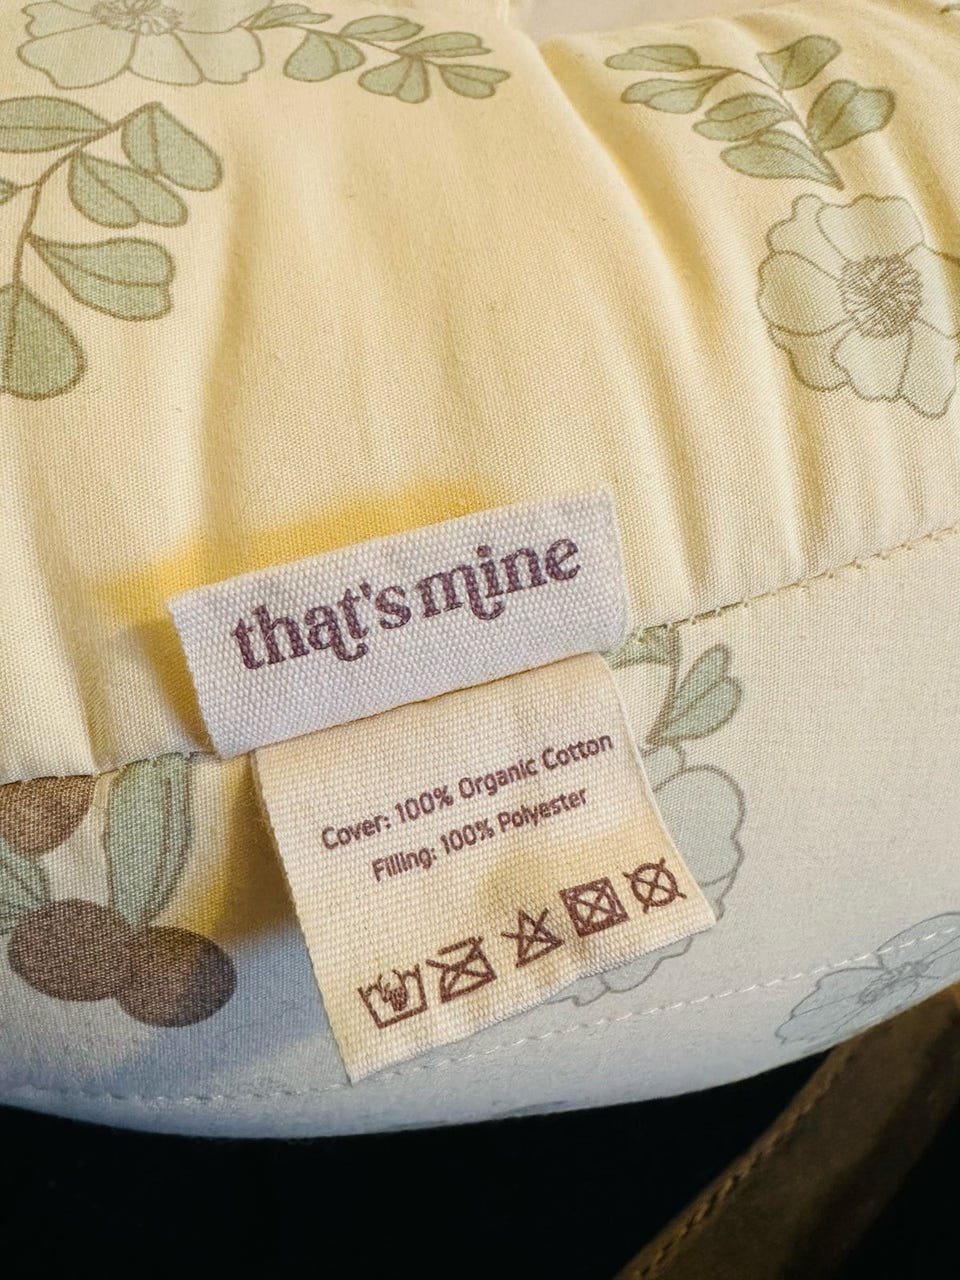 that's mine
Cover: 100% Organic Cotton
Filling: 100% Polyester